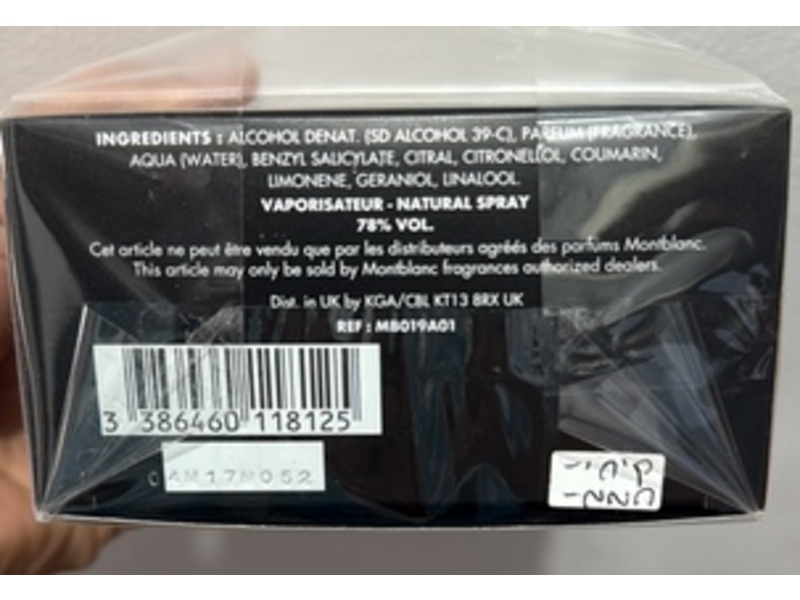 INGREDIENTS : ALCOHOL DENAT. (SD ALCOHOL 39-C), PARFUM (FRAGRANCE),
AQUA (WATER), BENZYL SALICYLATE, CITRAL, CITRONELLOL, COUMARIN,
LIMONENE, GERANIOL, LINALOOL.
VAPORISATEUR - NATURAL SPRAY
78% VOL.
Cet article ne peut être vendu que par les distributeurs agréés des parfums Montblanc.
This article may only be sold by Montblanc fragrances authorized dealers.
Dist. in UK by KGA/CBL KT13 8RX UK
REF : MB019A01
3 386460 118125
4M17M052